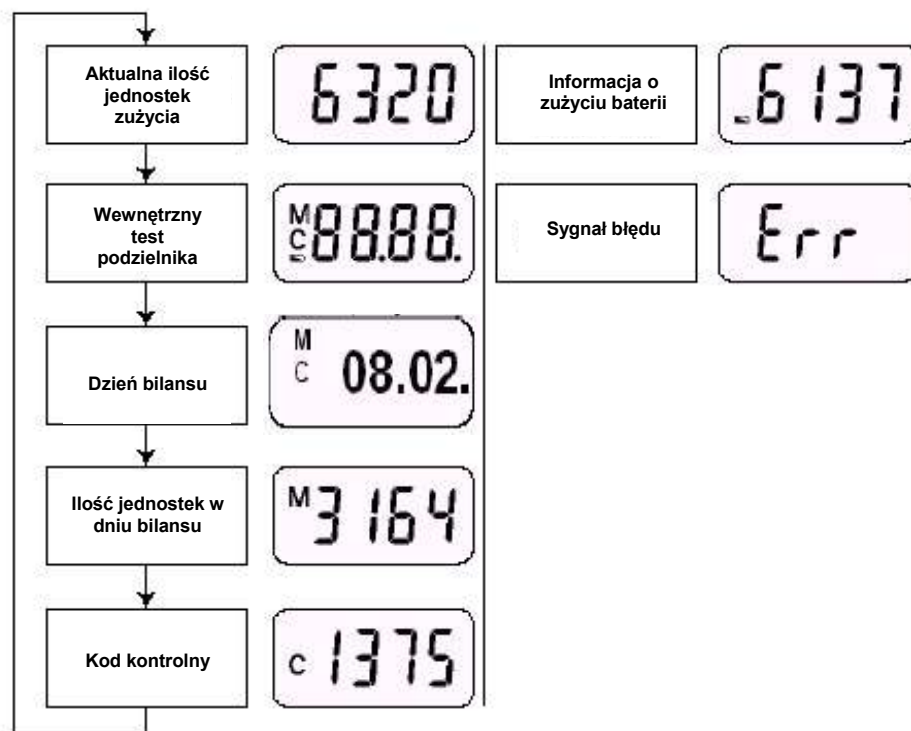 Aktualna ilość
jednostek
zużycia
6320
Wewnętrzny
test
podzielnika
M
C
88.88.
Dzień bilansu
M
C
08.02.
Ilość jednostek w
dniu bilansu
M
3164
Kod kontrolny
C
1375
Informacja o
zużyciu baterii
6137
Sygnał błędu
Err